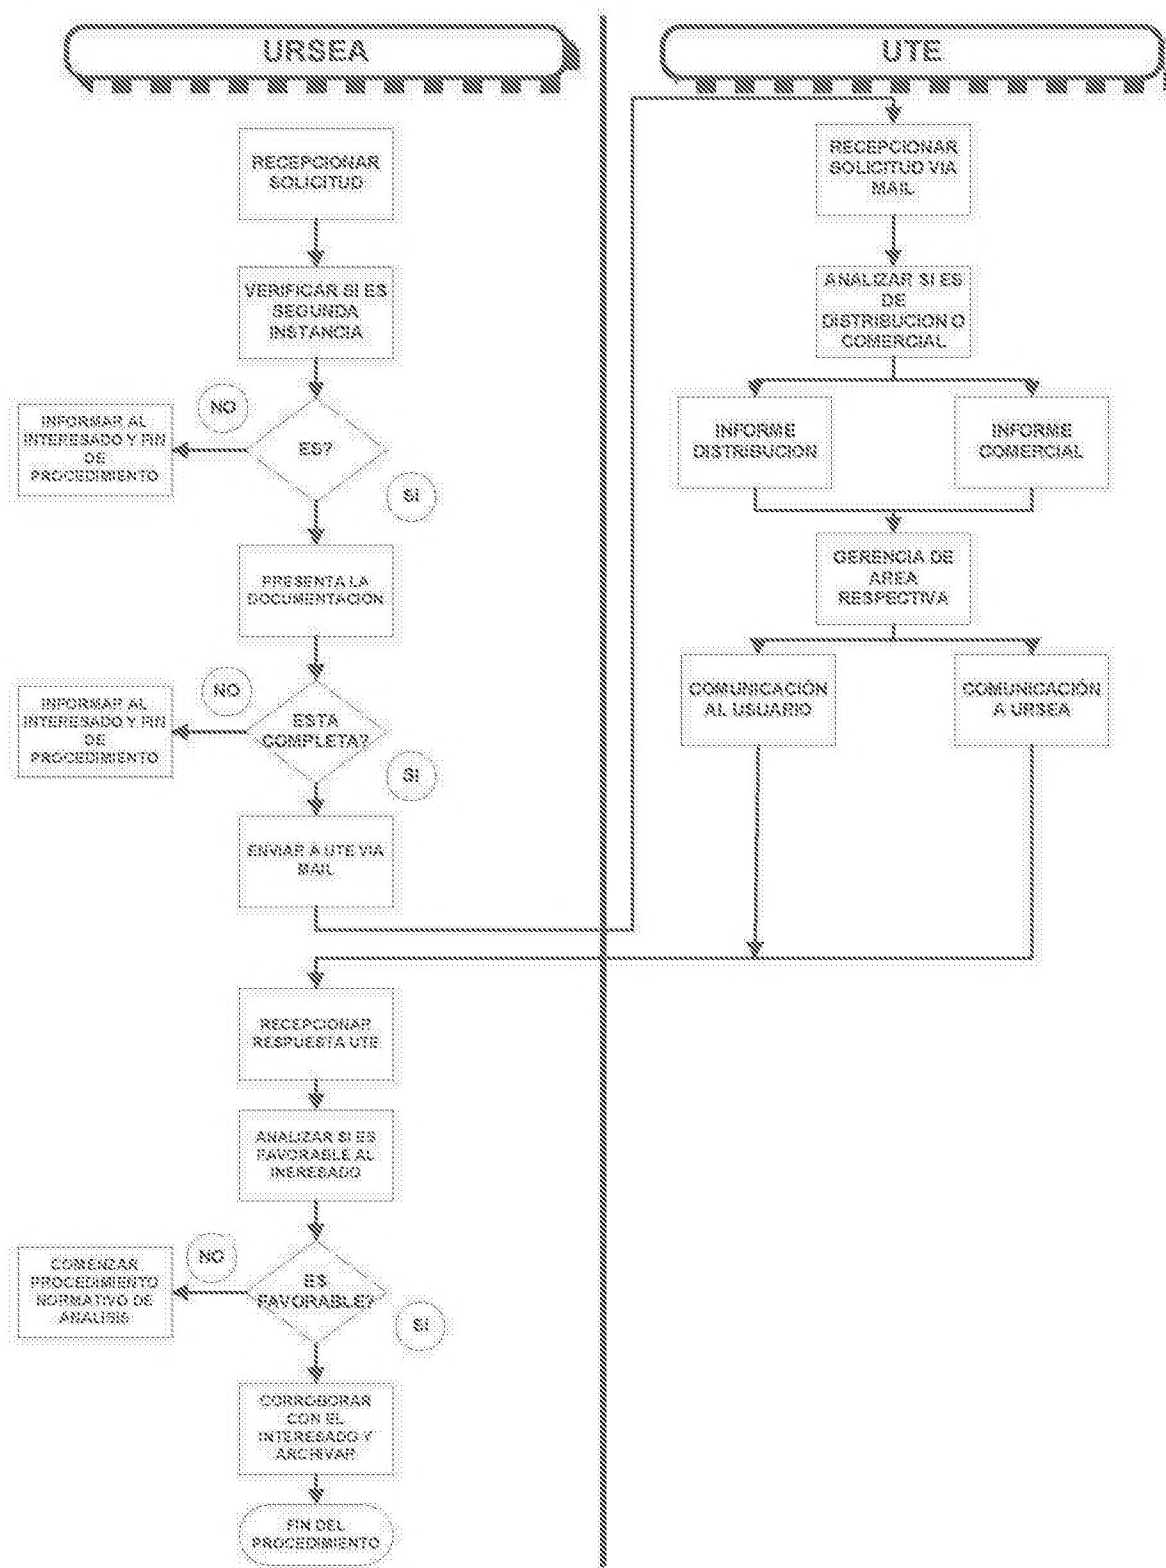 URSEA
RECEPCIONAR
SOLICITUD
VERIFICAR SI ES
SEGUNDA
INSTANCIA
NO
INFORMAR AL
INTERESADO Y FIN
DE
PROCEDIMIENTO
ES?
SI
PRESENTA LA
DOCUMENTACION
NO
INFORMAR AL
INTERESADO Y FIN
DE
PROCEDIMIENTO
ESTA
COMPLETA?
SI
ENVIAR A UTE VIA
MAIL
RECEPCIONAR
RESPUESTA UTE
ANALIZAR SI ES
FAVORABLE AL
INERESADO
NO
COMENZAR
PROCEDIMIENTO
NORMATIVO DE
ANALISIS
ES
FAVORABLE?
SI
CORROBORAR
CON EL
INTERESADO Y
ARCHIVAR
FIN DEL
PROCEDIMIENTO
UTE
RECEPCIONAR
SOLICITUD VIA
MAIL
ANALIZAR SI ES
DE
DISTRIBUCION O
COMERCIAL
INFORME
DISTRIBUCION
INFORME
COMERCIAL
GERENCIA DE
AREA
RESPECTIVA
COMUNICACIÓN
AL USUARIO
COMUNICACIÓN
A URSEA